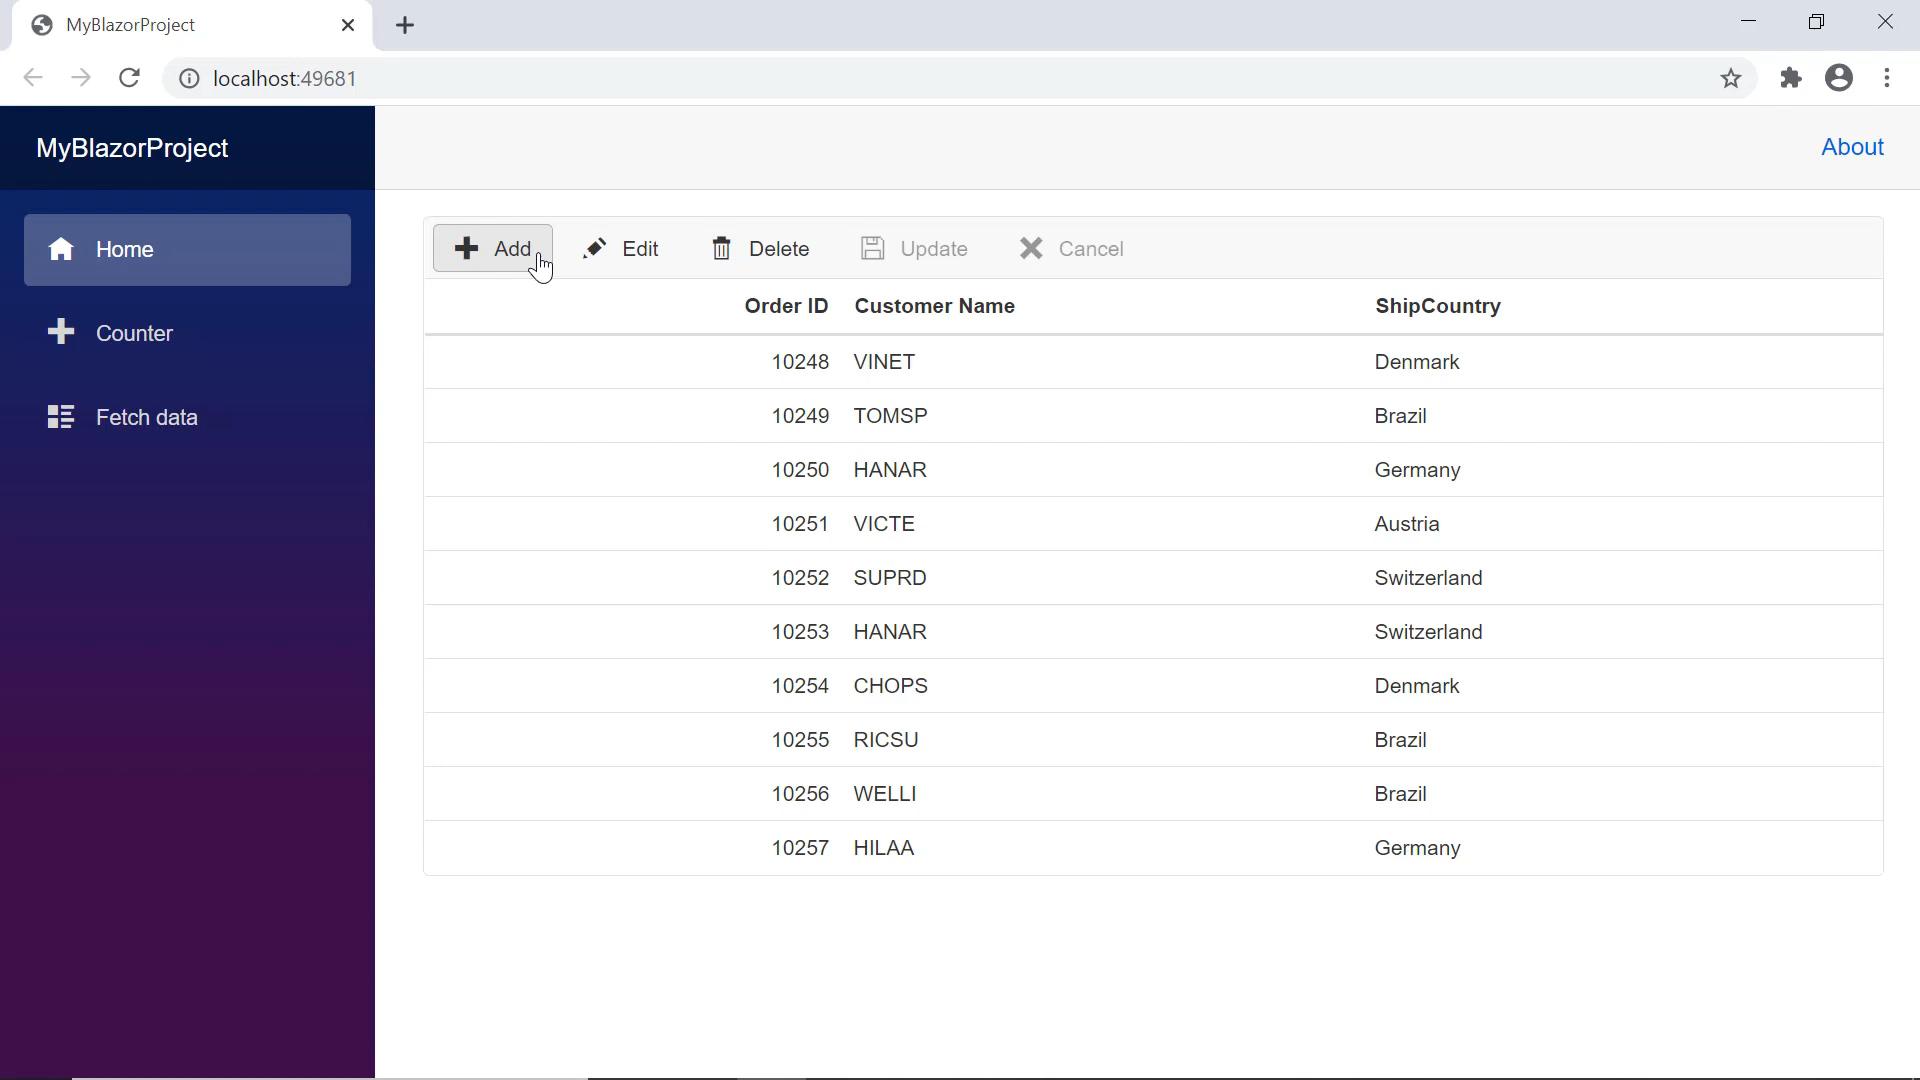 MyBlazorProject
localhost:49681
MyBlazorProject
About
Home
Counter
Fetch data
Add Edit Delete Update Cancel
Order ID Customer Name ShipCountry
10248 VINET Denmark
10249 TOMSP Brazil
10250 HANAR Germany
10251 VICTE Austria
10252 SUPRD Switzerland
10253 HANAR Switzerland
10254 CHOPS Denmark
10255 RICSU Brazil
10256 WELLI Brazil
10257 HILAA Germany